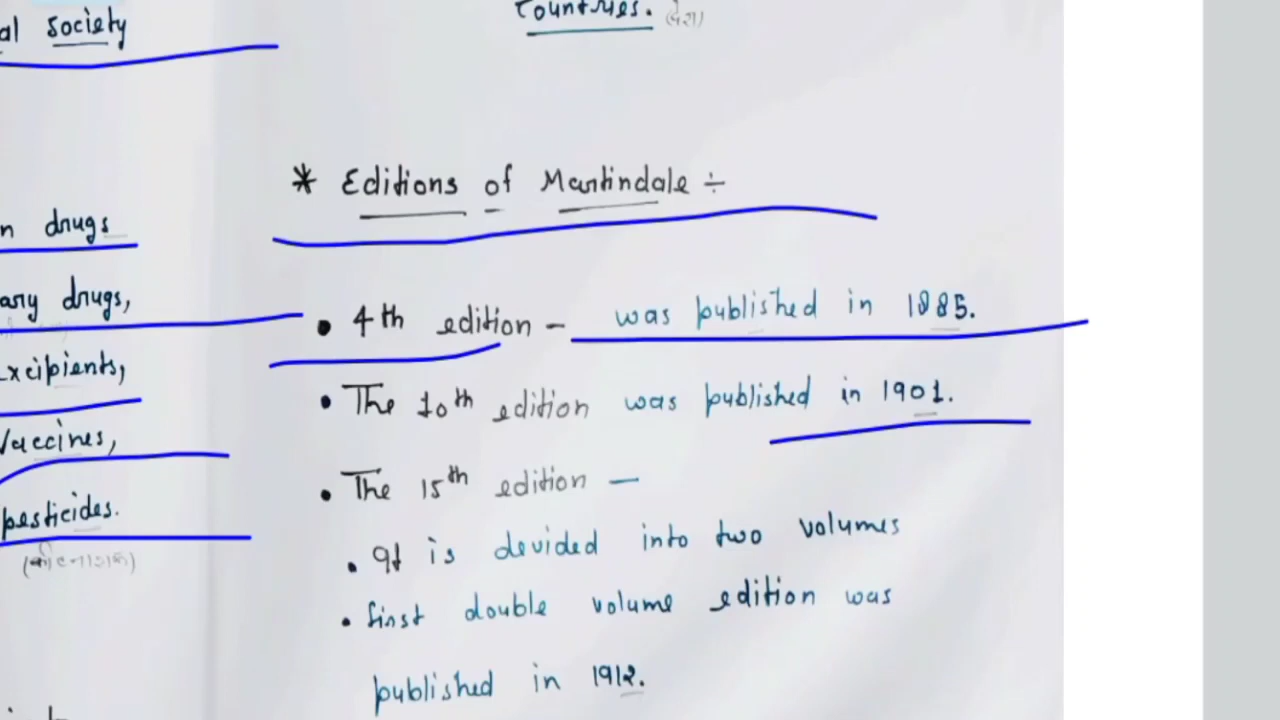 al society
n drugs
ary drugs,
xcipients,
Vaccines,
pesticides.
(कीटनाशक)
Countries. (देश)
* Editions of Martindale ÷
• 4th edition – was published in 1885.
• The 10th edition was published in 1901.
• The 15th edition –
• It is devided into two volumes
• first double volume edition was
published in 1912.